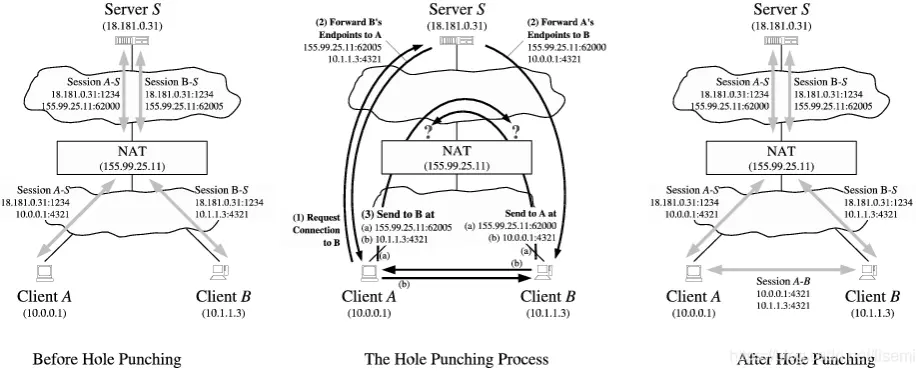 Server S
(18.181.0.31)
Session A-S
18.181.0.31:1234
155.99.25.11:62000
Session B-S
18.181.0.31:1234
155.99.25.11:62005
NAT
(155.99.25.11)
Session A-S
18.181.0.31:1234
10.0.0.1:4321
Session B-S
18.181.0.31:1234
10.1.1.3:4321
Client A
(10.0.0.1)
Client B
(10.1.1.3)
Before Hole Punching
Server S
(18.181.0.31)
(2) Forward B's
Endpoints to A
155.99.25.11:62005
10.1.1.3:4321
(2) Forward A's
Endpoints to B
155.99.25.11:62000
10.0.0.1:4321
?
?
NAT
(155.99.25.11)
(1) Request
Connection
to B
(3) Send to B at
(a) 155.99.25.11:62005
(b) 10.1.1.3:4321
(a)
Send to A at
(a) 155.99.25.11:62000
(b) 10.0.0.1:4321
(a)
(b)
(b)
Client A
(10.0.0.1)
Client B
(10.1.1.3)
The Hole Punching Process
Server S
(18.181.0.31)
Session A-S
18.181.0.31:1234
155.99.25.11:62000
Session B-S
18.181.0.31:1234
155.99.25.11:62005
NAT
(155.99.25.11)
Session A-S
18.181.0.31:1234
10.0.0.1:4321
Session B-S
18.181.0.31:1234
10.1.1.3:4321
Session A-B
10.0.0.1:4321
10.1.1.3:4321
Client A
(10.0.0.1)
Client B
(10.1.1.3)
After Hole Punching